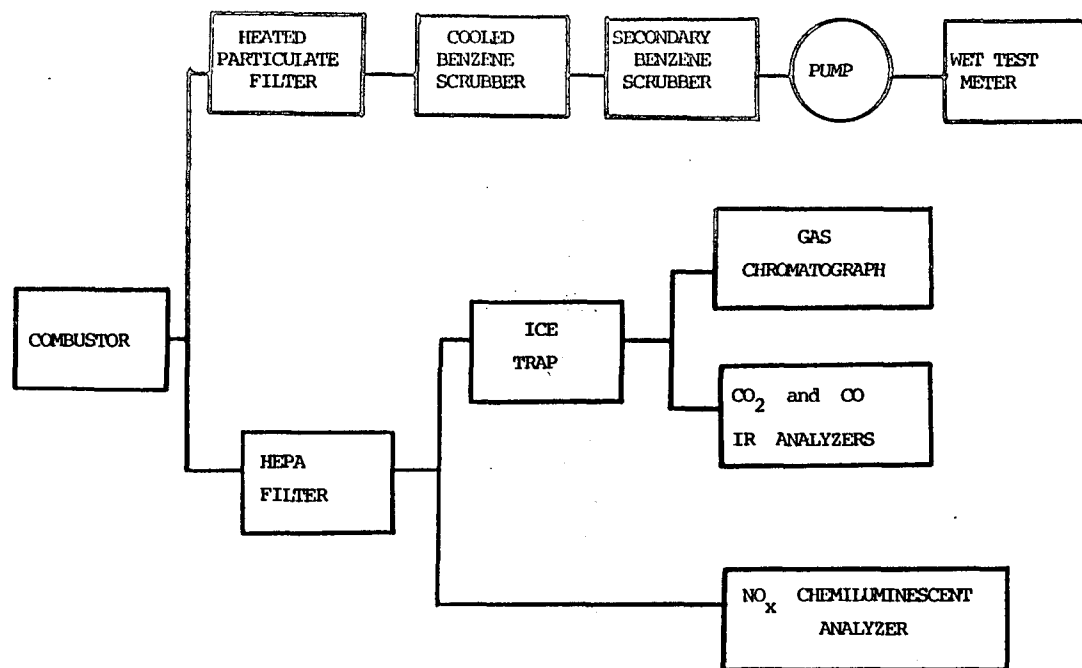 HEATED
PARTICULATE
FILTER
COOLED
BENZENE
SCRUBBER
SECONDARY
BENZENE
SCRUBBER
PUMP
WET TEST
METER
GAS
CHROMATOGRAPH
COMBUSTOR
ICE
TRAP
CO₂ and CO
IR ANALYZERS
HEPA
FILTER
NOₓ CHEMILUMINESCENT
ANALYZER